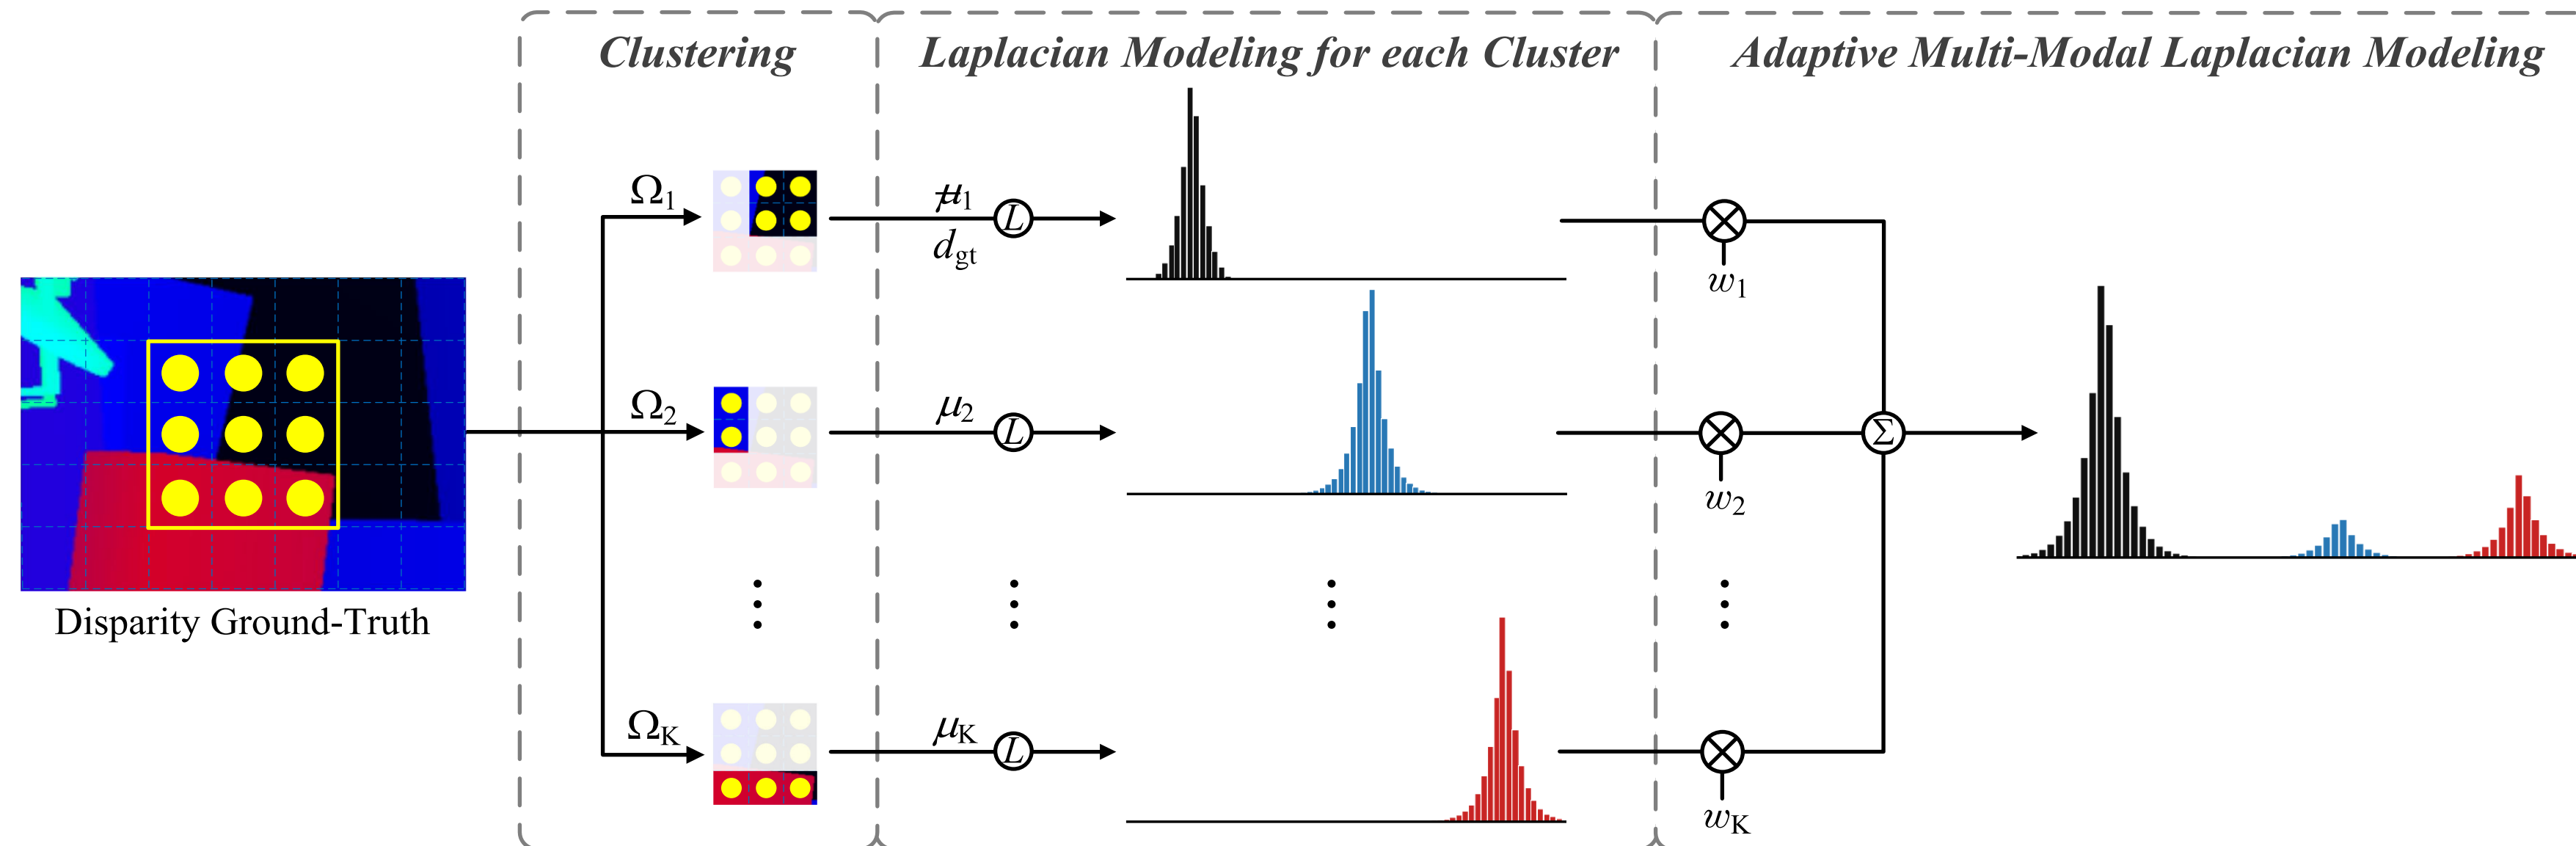 Clustering
Laplacian Modeling for each Cluster
Adaptive Multi-Modal Laplacian Modeling
Ω1
μ1
L
dgt
w1
Ω2
μ2
L
w2
Σ
Disparity Ground-Truth
ΩK
μK
L
wK